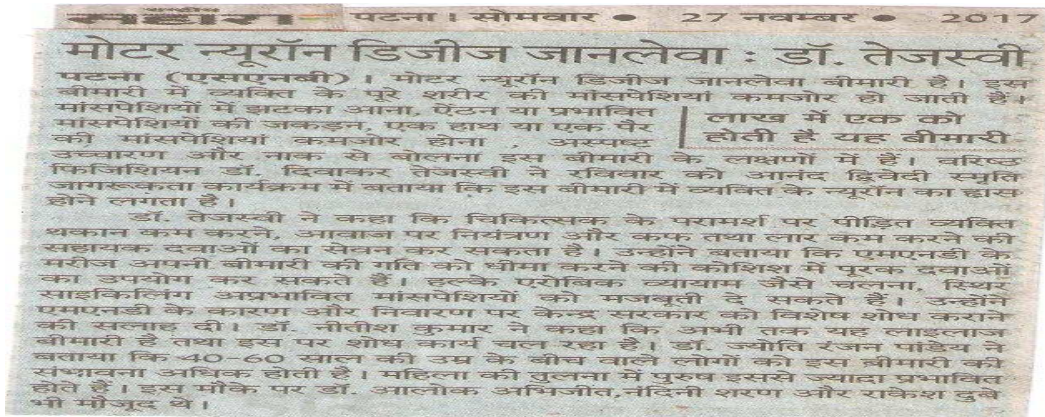 पटना । सोमवार ● 27 नवम्बर ● 2017
मोटर न्यूरॉन डिजीज जानलेवा : डॉ. तेजस्वी
पटना (एसएनबी)। मोटर न्यूरॉन डिजीज जानलेवा बीमारी है। इस
बीमारी में व्यक्ति के पूरे शरीर की मांसपेशियां कमजोर हो जाती हैं।
मांसपेशियों में झटका आना, ऐंठन या प्रभावित
मांसपेशियों की जकड़न, एक हाथ या एक पैर
की मांसपेशियां कमजोर होना , अस्पष्ट
लाख में एक को
होती है यह बीमारी
उच्चारण और नाक से बोलना इस बीमारी के लक्षणों में है। वरिष्ठ
फिजिशियन डॉ. दिवाकर तेजस्वी ने रविवार को आनंद द्विवेदी स्मृति
जागरूकता कार्यक्रम में बताया कि इस बीमारी में व्यक्ति के न्यूरॉन का ह्रास
होने लगता है।
डॉ. तेजस्वी ने कहा कि चिकित्सक के परामर्श पर पीड़ित व्यक्ति
थकान कम करने, आवाज पर नियंत्रण और कफ तथा लार कम करने की
सहायक दवाओं का सेवन कर सकता है। उन्होंने बताया कि एमएनडी के
मरीज अपनी बीमारी की गति को धीमा करने की कोशिश में पूरक दवाओं
का उपयोग कर सकते हैं। हल्के एरोबिक व्यायाम जैसे चलना, स्थिर
साइकिलिंग अप्रभावित मांसपेशियों को मजबूती दे सकते हैं। उन्होंने
एमएनडी के कारण और निवारण पर केन्द्र सरकार को विशेष शोध कराने
की सलाह दी। डॉ. नीतीश कुमार ने कहा कि अभी तक यह लाइलाज
बीमारी है तथा इस पर शोध कार्य चल रहा है। डॉ. ज्योति रंजन पांडेय ने
बताया कि 40-60 साल की उम्र के बीच वाले लोगों को इस बीमारी की
संभावना अधिक होती है। महिला की तुलना में पुरुष इससे ज्यादा प्रभावित
होते हैं। इस मौके पर डॉ. आलोक अभिजीत,नंदिनी शरण और राकेश दुबे
भी मौजूद थे।